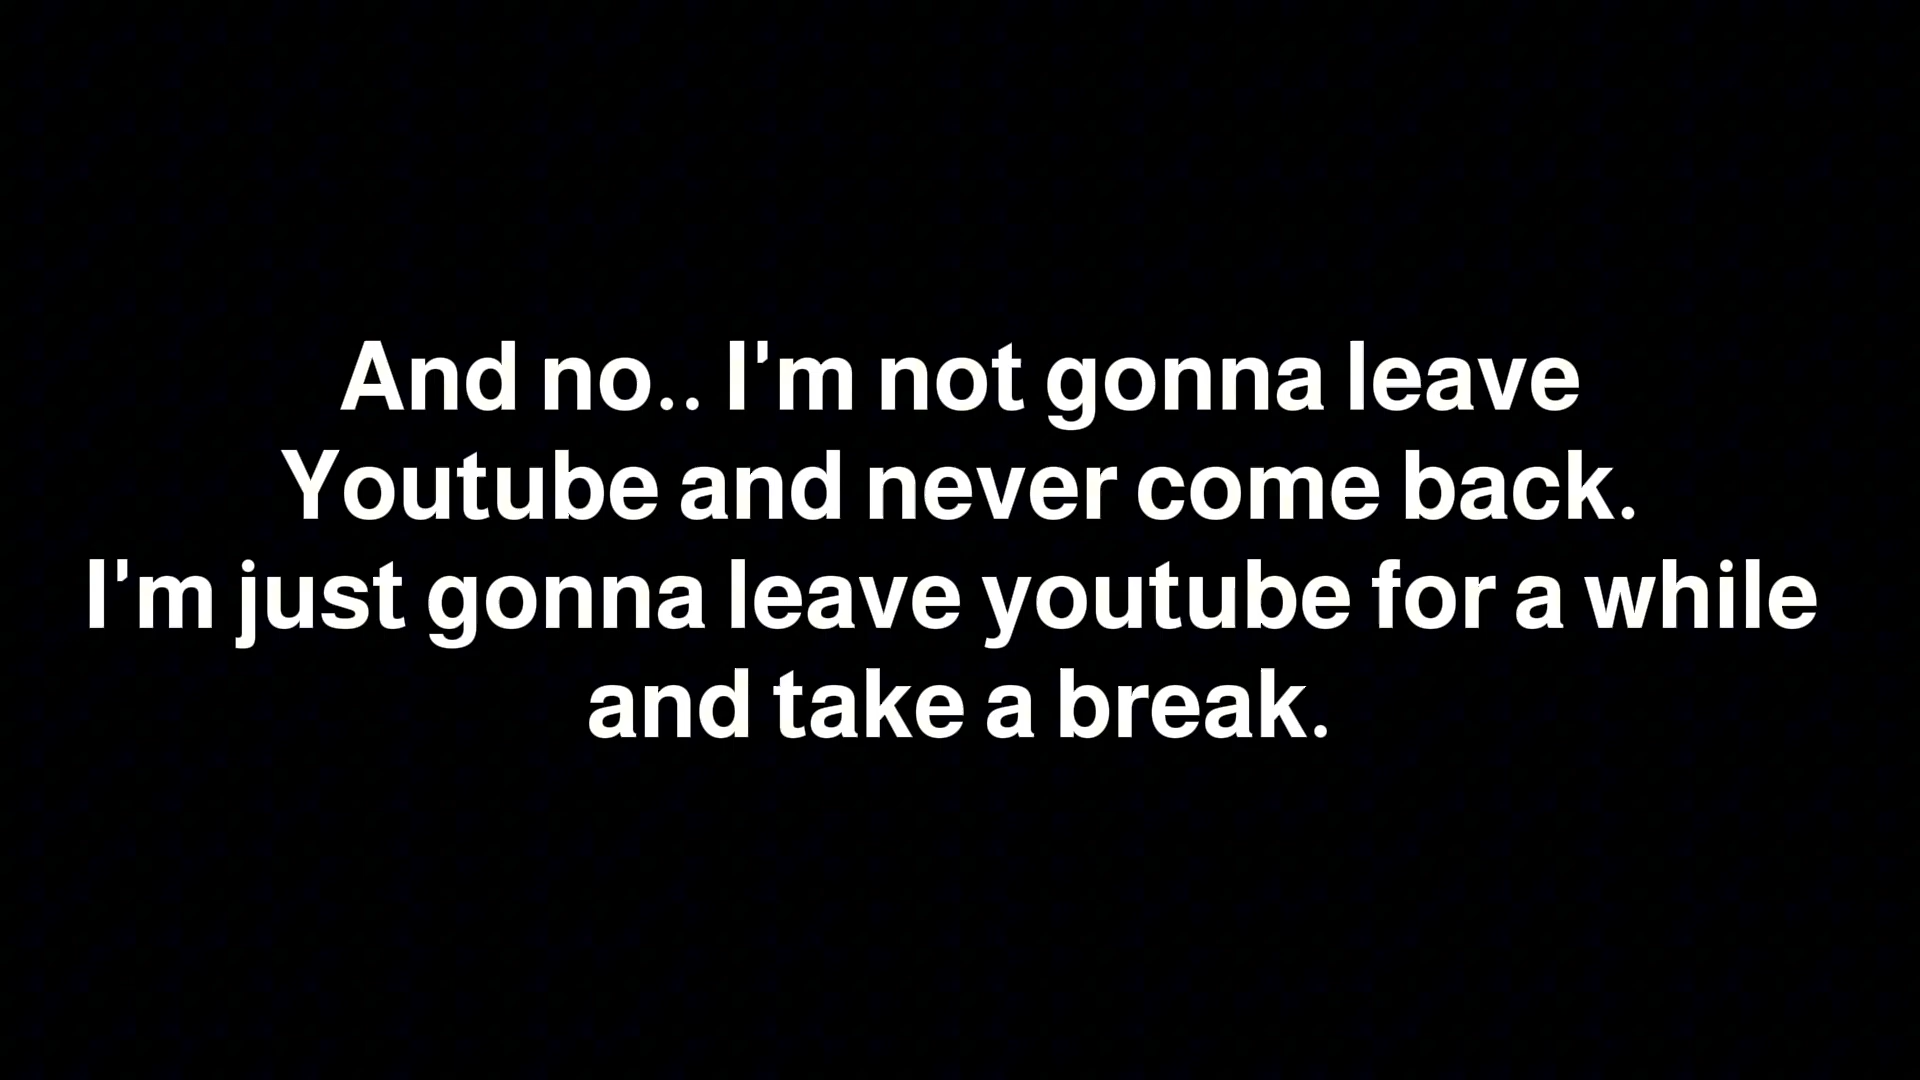 And no.. I'm not gonna leave
Youtube and never come back.
I'm just gonna leave youtube for a while
and take a break.